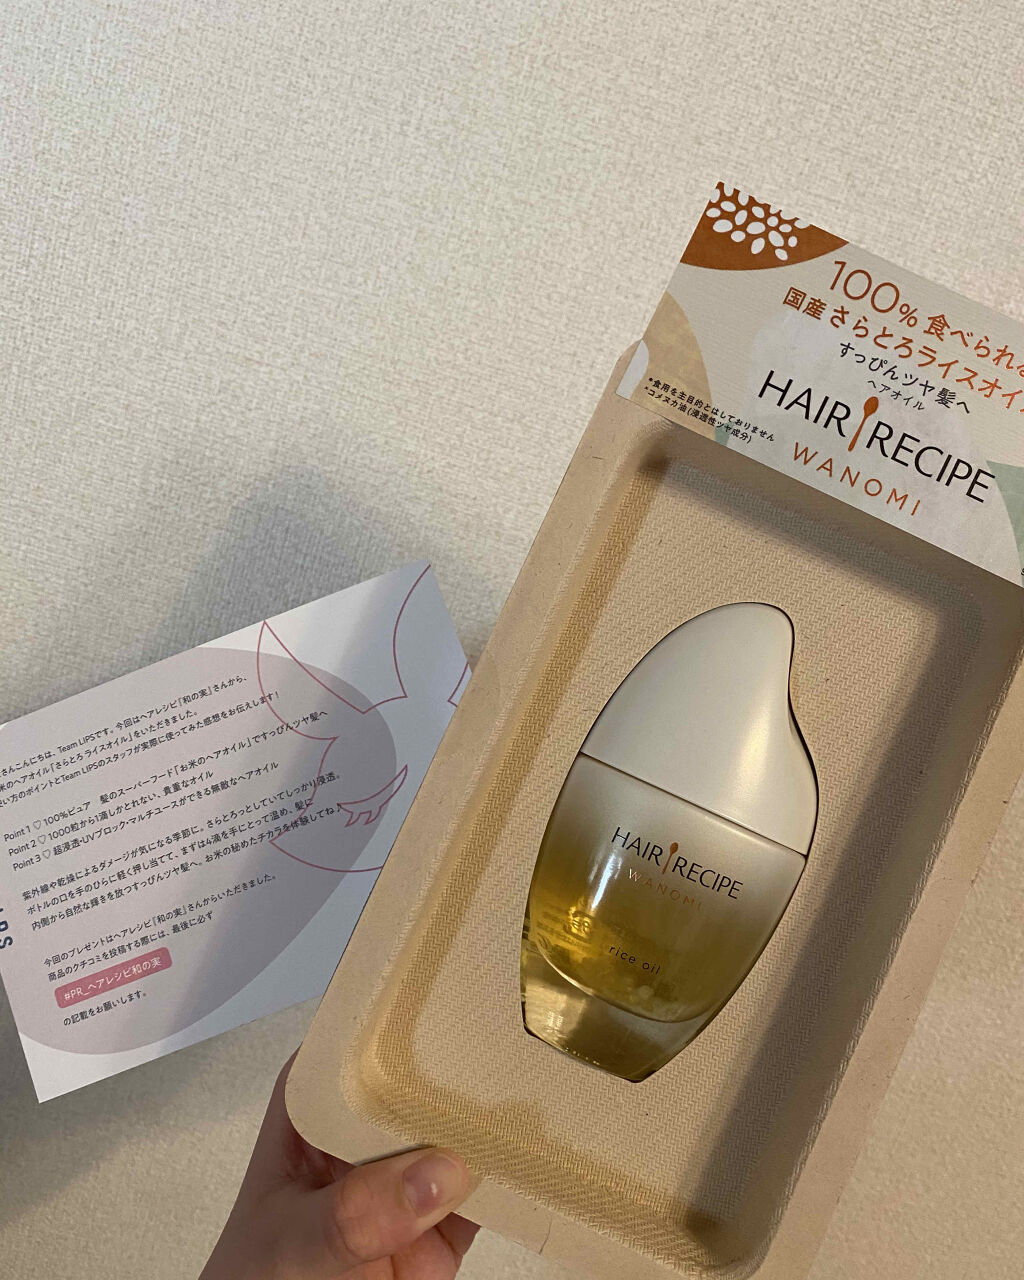 100% 食べられる
国産さらとろライスオイ
すっぴんツヤ髪へ
ヘアオイル
HAIR RECIPE
WANOMI
*食用を主目的とはしておりません
*コメヌカ油(浸透性ツヤ成分)
HAIR RECIPE
WANOMI
rice oil
さんこんにちは、Team LIPSです。今回はヘアレシピ『和の実』さんから、
米のヘアオイル「さらとろ ライスオイル」をいただきました。
使い方のポイントとTeam LIPSのスタッフが実際に使ってみた感想をお伝えします!
Point 1 ♡ 100%ピュア 髪のスーパーフード「お米のヘアオイル」ですっぴんツヤ髪へ
Point 2 ♡ 1000粒から1滴しかとれない、貴重なオイル
Point 3 ♡ 超浸透・UVブロック・マルチユースができる無敵なヘアオイル
紫外線や乾燥によるダメージが気になる季節に。さらとろっとしていてしっかり浸透。
ボトルの口を手のひらに軽く押し当てて、まずは4滴を手にとって温め、髪に
内側から自然な輝きを放つすっぴんツヤ髪へ。お米の秘めたチカラを体験してね♪
今回のプレゼントはヘアレシピ『和の実』さんからいただきました。
商品のクチコミを投稿する際には、最後に必ず
#PR_ヘアレシピ和の実
の記載をお願いします。